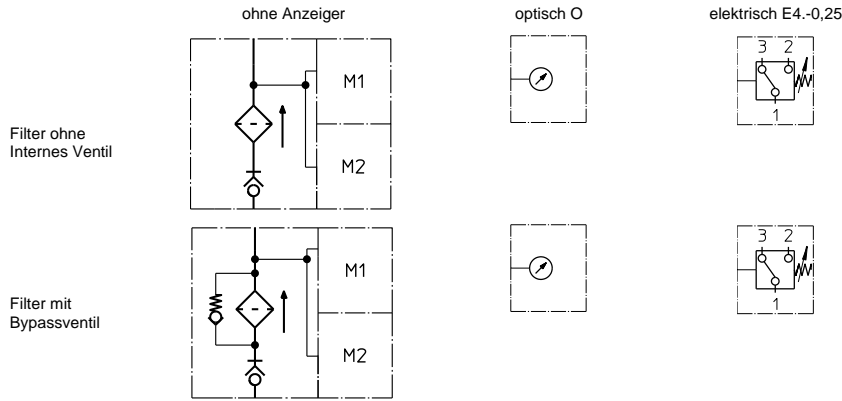 ohne Anzeiger
optisch O
elektrisch E4.-0,25
Filter ohne
Internes Ventil
M1
M2
3 2
1
Filter mit
Bypassventil
M1
M2
3 2
1